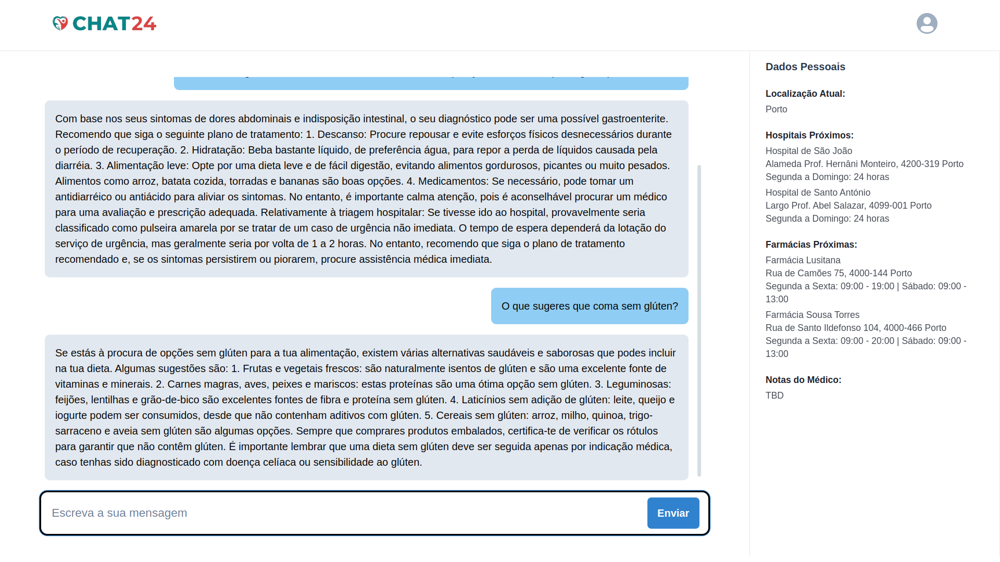 CHAT24
Com base nos seus sintomas de dores abdominais e indisposição intestinal, o seu diagnóstico pode ser uma possível gastroenterite.
Recomendo que siga o seguinte plano de tratamento: 1. Descanso: Procure repousar e evite esforços físicos desnecessários durante
o período de recuperação. 2. Hidratação: Beba bastante líquido, de preferência água, para repor a perda de líquidos causada pela
diarréia. 3. Alimentação leve: Opte por uma dieta leve e de fácil digestão, evitando alimentos gordurosos, picantes ou muito pesados.
Alimentos como arroz, batata cozida, torradas e bananas são boas opções. 4. Medicamentos: Se necessário, pode tomar um
antidiarréico ou antiácido para aliviar os sintomas. No entanto, é importante calma atenção, pois é aconselhável procurar um médico
para uma avaliação e prescrição adequada. Relativamente à triagem hospitalar: Se tivesse ido ao hospital, provavelmente seria
classificado como pulseira amarela por se tratar de um caso de urgência não imediata. O tempo de espera dependerá da lotação do
serviço de urgência, mas geralmente seria por volta de 1 a 2 horas. No entanto, recomendo que siga o plano de tratamento
recomendado e, se os sintomas persistirem ou piorarem, procure assistência médica imediata.
O que sugeres que coma sem glúten?
Se estás à procura de opções sem glúten para a tua alimentação, existem várias alternativas saudáveis e saborosas que podes incluir
na tua dieta. Algumas sugestões são: 1. Frutas e vegetais frescos: são naturalmente isentos de glúten e são uma excelente fonte de
vitaminas e minerais. 2. Carnes magras, aves, peixes e mariscos: estas proteínas são uma ótima opção sem glúten. 3. Leguminosas:
feijões, lentilhas e grão-de-bico são excelentes fontes de fibra e proteína sem glúten. 4. Laticínios sem adição de glúten: leite, queijo e
iogurte podem ser consumidos, desde que não contenham aditivos com glúten. 5. Cereais sem glúten: arroz, milho, quinoa, trigo-
sarraceno e aveia sem glúten são algumas opções. Sempre que comprares produtos embalados, certifica-te de verificar os rótulos
para garantir que não contêm glúten. É importante lembrar que uma dieta sem glúten deve ser seguida apenas por indicação médica,
caso tenhas sido diagnosticado com doença celíaca ou sensibilidade ao glúten.
Escreva a sua mensagem
Enviar
Dados Pessoais
Localização Atual:
Porto
Hospitais Próximos:
Hospital de São João
Alameda Prof. Hernâni Monteiro, 4200-319 Porto
Segunda a Domingo: 24 horas
Hospital de Santo António
Largo Prof. Abel Salazar, 4099-001 Porto
Segunda a Domingo: 24 horas
Farmácias Próximas:
Farmácia Lusitana
Rua de Camões 75, 4000-144 Porto
Segunda a Sexta: 09:00 - 19:00 | Sábado: 09:00 -
13:00
Farmácia Sousa Torres
Rua de Santo Ildefonso 104, 4000-466 Porto
Segunda a Sexta: 09:00 - 20:00 | Sábado: 09:00 -
13:00
Notas do Médico:
TBD